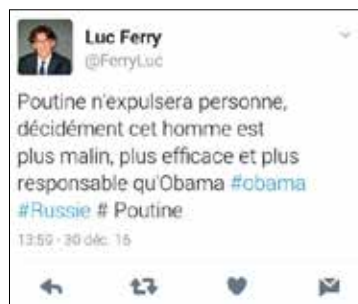 Luc Ferry
@FerryLuc
Poutine n'expulsera personne,
décidément cet homme est
plus malin, plus efficace et plus
responsable qu'Obama #obama
#Russie # Poutine
13:59 - 30 déc. 16